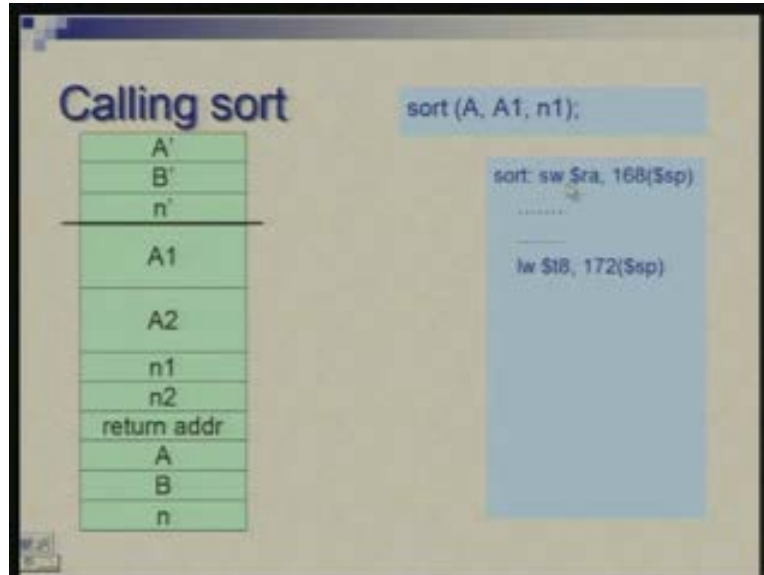 Calling sort
sort (A, A1, n1);
A'
B'
n'
A1
A2
n1
n2
return addr
A
B
n
sort: sw $ra, 168($sp)
........
........
lw $t8, 172($sp)